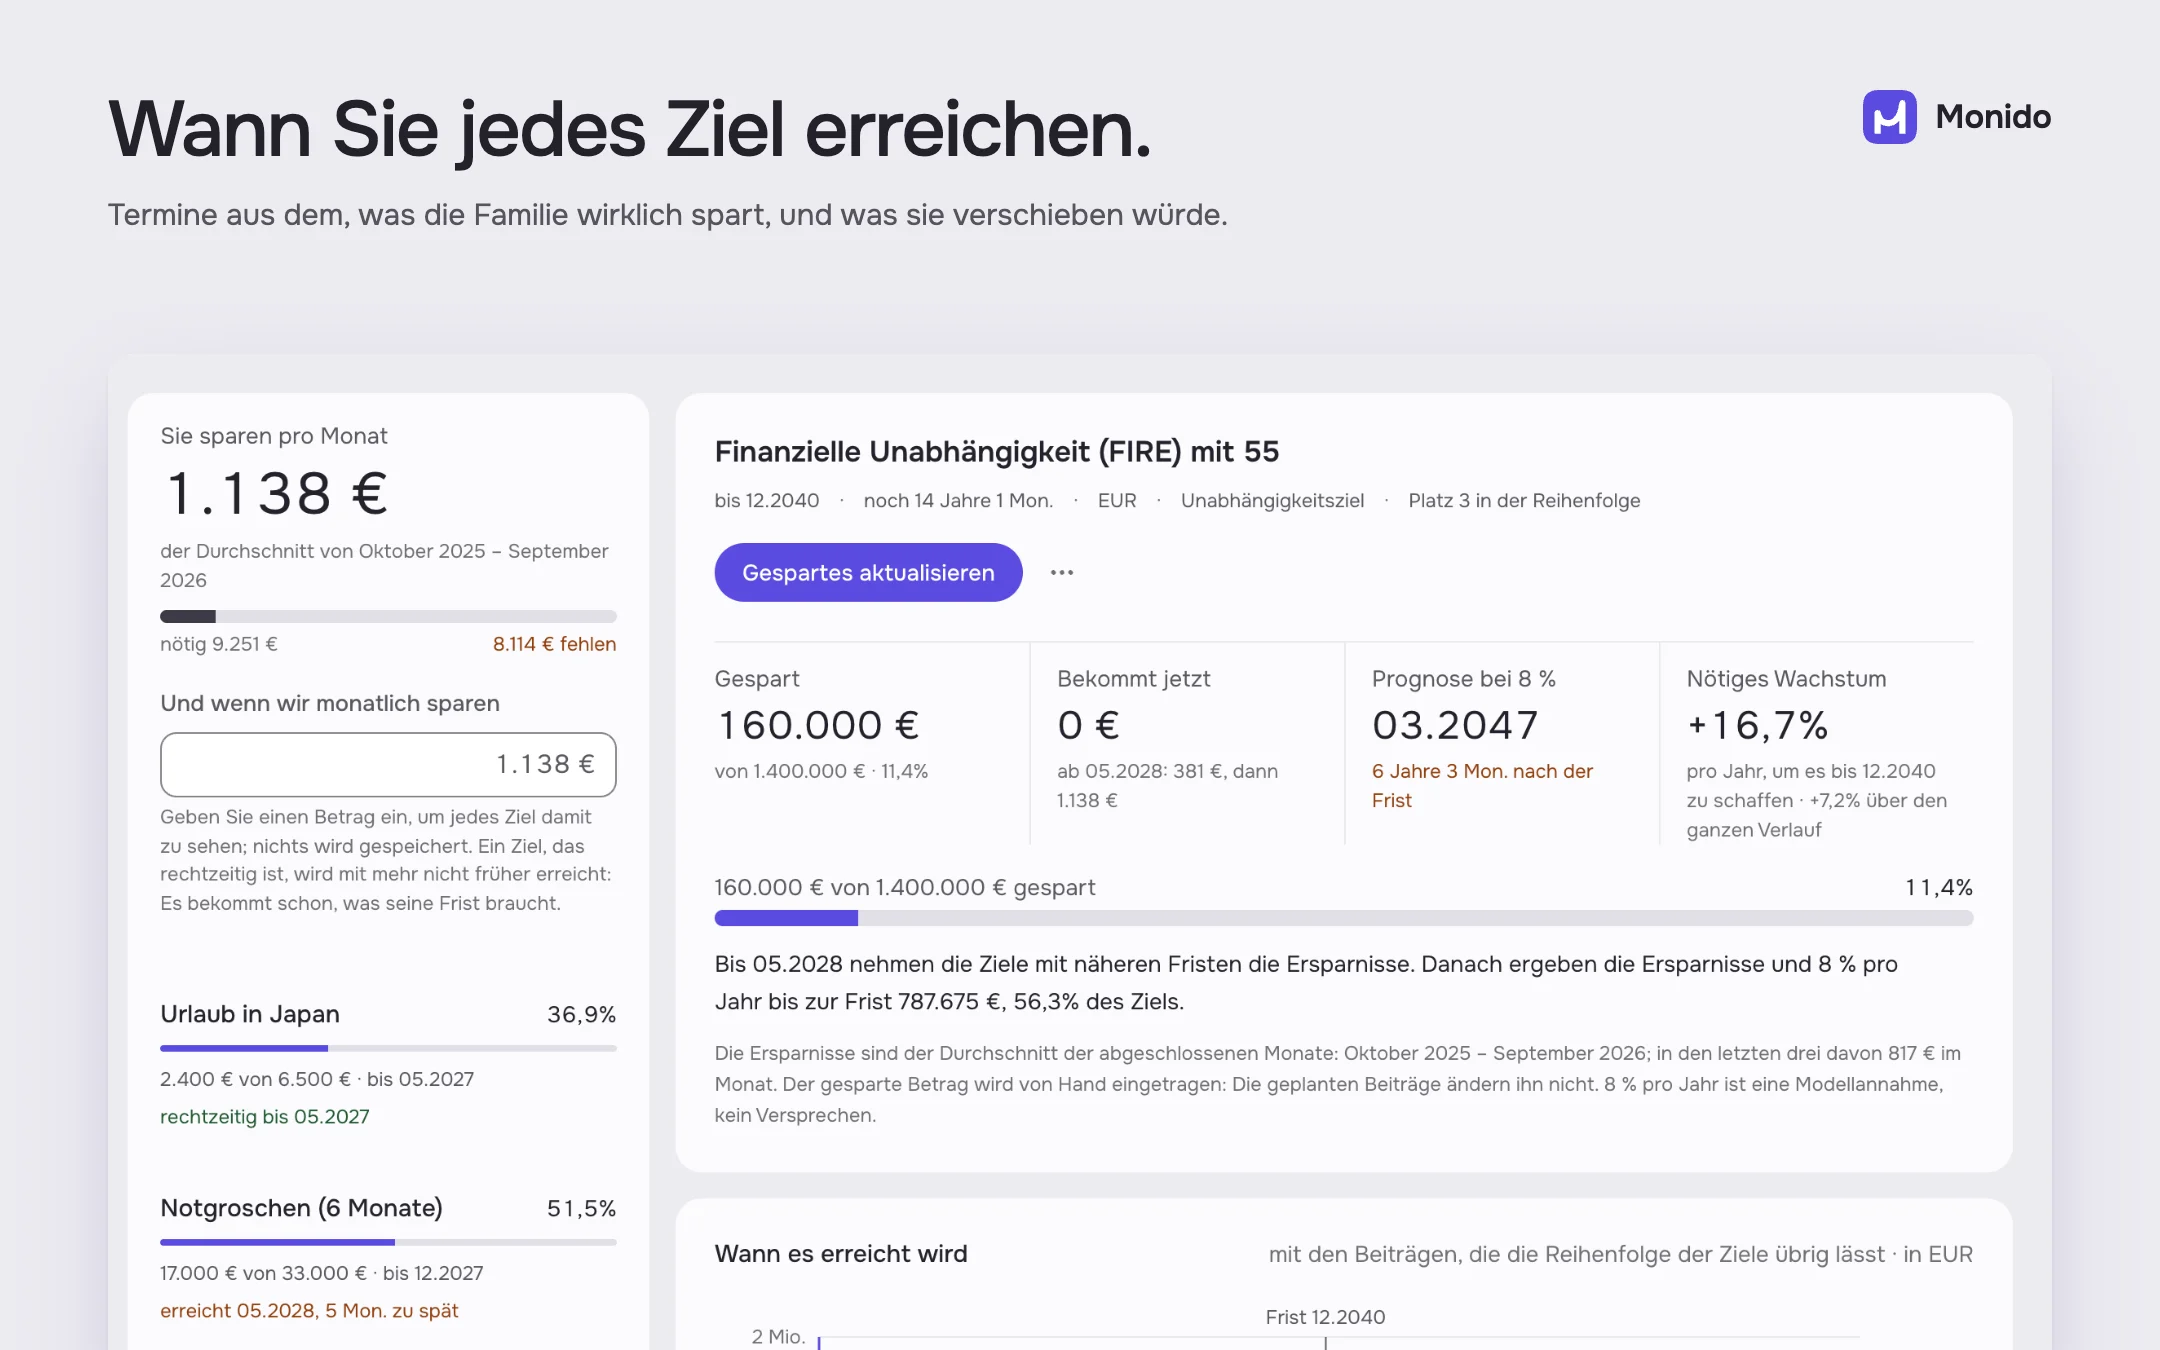 Wann Sie jedes Ziel erreichen.
Monido
Termine aus dem, was die Familie wirklich spart, und was sie verschieben würde.
Sie sparen pro Monat
1.138 €
der Durchschnitt von Oktober 2025 – September
2026
nötig 9.251 €
8.114 € fehlen
Und wenn wir monatlich sparen
1.138 €
Geben Sie einen Betrag ein, um jedes Ziel damit
zu sehen; nichts wird gespeichert. Ein Ziel, das
rechtzeitig ist, wird mit mehr nicht früher erreicht:
Es bekommt schon, was seine Frist braucht.
Urlaub in Japan
36,9%
2.400 € von 6.500 € · bis 05.2027
rechtzeitig bis 05.2027
Notgroschen (6 Monate)
51,5%
17.000 € von 33.000 € · bis 12.2027
erreicht 05.2028, 5 Mon. zu spät
Finanzielle Unabhängigkeit (FIRE) mit 55
bis 12.2040 · noch 14 Jahre 1 Mon. · EUR · Unabhängigkeitsziel · Platz 3 in der Reihenfolge
Gespartes aktualisieren
Gespart
160.000 €
von 1.400.000 € · 11,4%
Bekommt jetzt
0 €
ab 05.2028: 381 €, dann
1.138 €
Prognose bei 8 %
03.2047
6 Jahre 3 Mon. nach der
Frist
Nötiges Wachstum
+16,7%
pro Jahr, um es bis 12.2040
zu schaffen · +7,2% über den
ganzen Verlauf
160.000 € von 1.400.000 € gespart
11,4%
Bis 05.2028 nehmen die Ziele mit näheren Fristen die Ersparnisse. Danach ergeben die Ersparnisse und 8 % pro
Jahr bis zur Frist 787.675 €, 56,3% des Ziels.
Die Ersparnisse sind der Durchschnitt der abgeschlossenen Monate: Oktober 2025 – September 2026; in den letzten drei davon 817 € im
Monat. Der gesparte Betrag wird von Hand eingetragen: Die geplanten Beiträge ändern ihn nicht. 8 % pro Jahr ist eine Modellannahme,
kein Versprechen.
Wann es erreicht wird
mit den Beiträgen, die die Reihenfolge der Ziele übrig lässt · in EUR
Frist 12.2040
2 Mio.